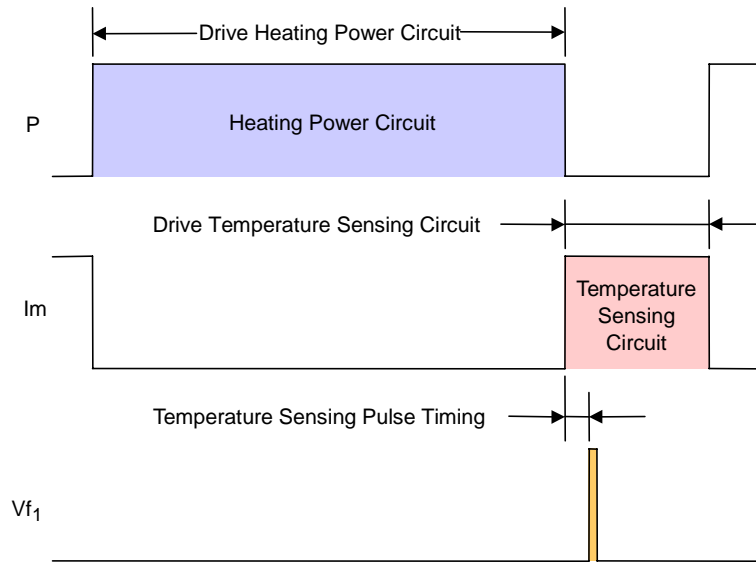 Drive Heating Power Circuit
P
Heating Power Circuit
Drive Temperature Sensing Circuit
Im
Temperature
Sensing
Circuit
Temperature Sensing Pulse Timing
Vf1